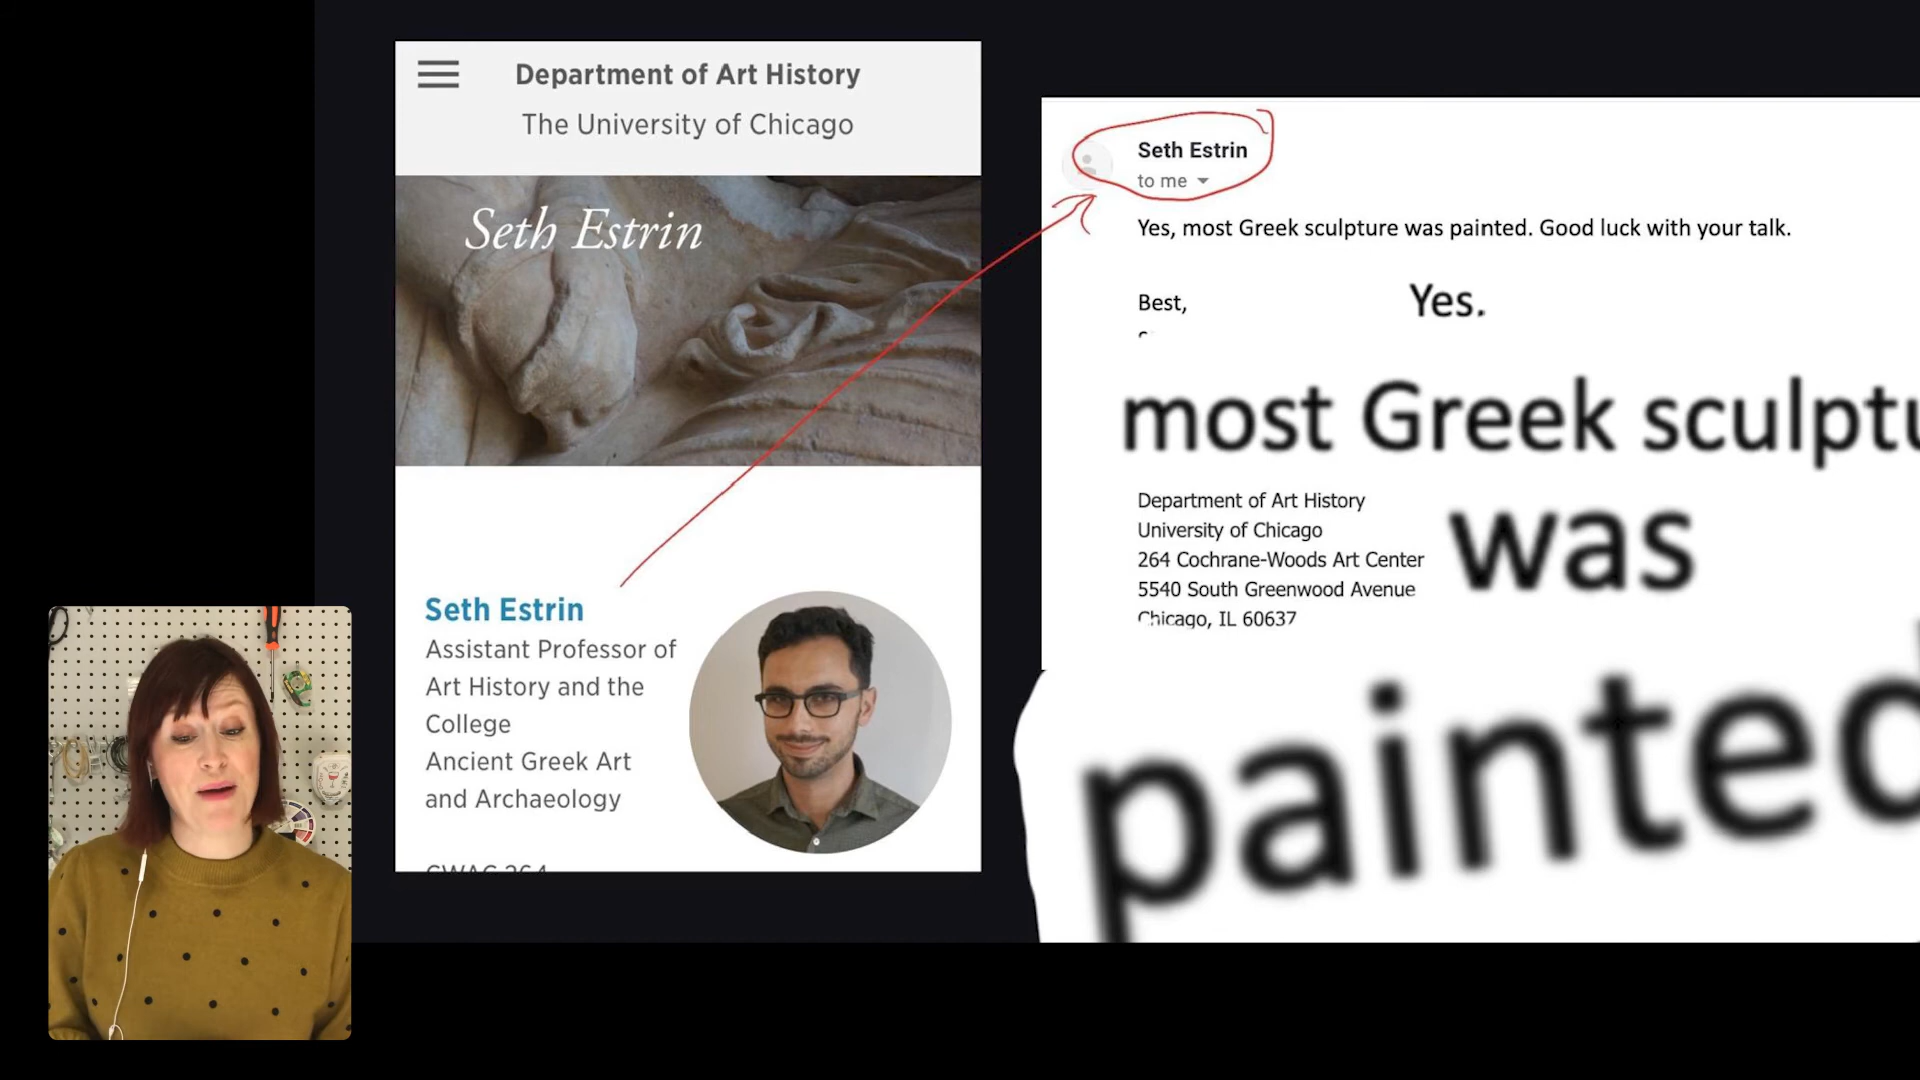 Department of Art History
The University of Chicago
Seth Estrin
Seth Estrin
Assistant Professor of
Art History and the
College
Ancient Greek Art
and Archaeology
Seth Estrin
to me
Yes, most Greek sculpture was painted. Good luck with your talk.
Best,
Yes.
most Greek
was
painted
Department of Art History
University of Chicago
264 Cochrane-Woods Art Center
5540 South Greenwood Avenue
Chicago, IL 60637